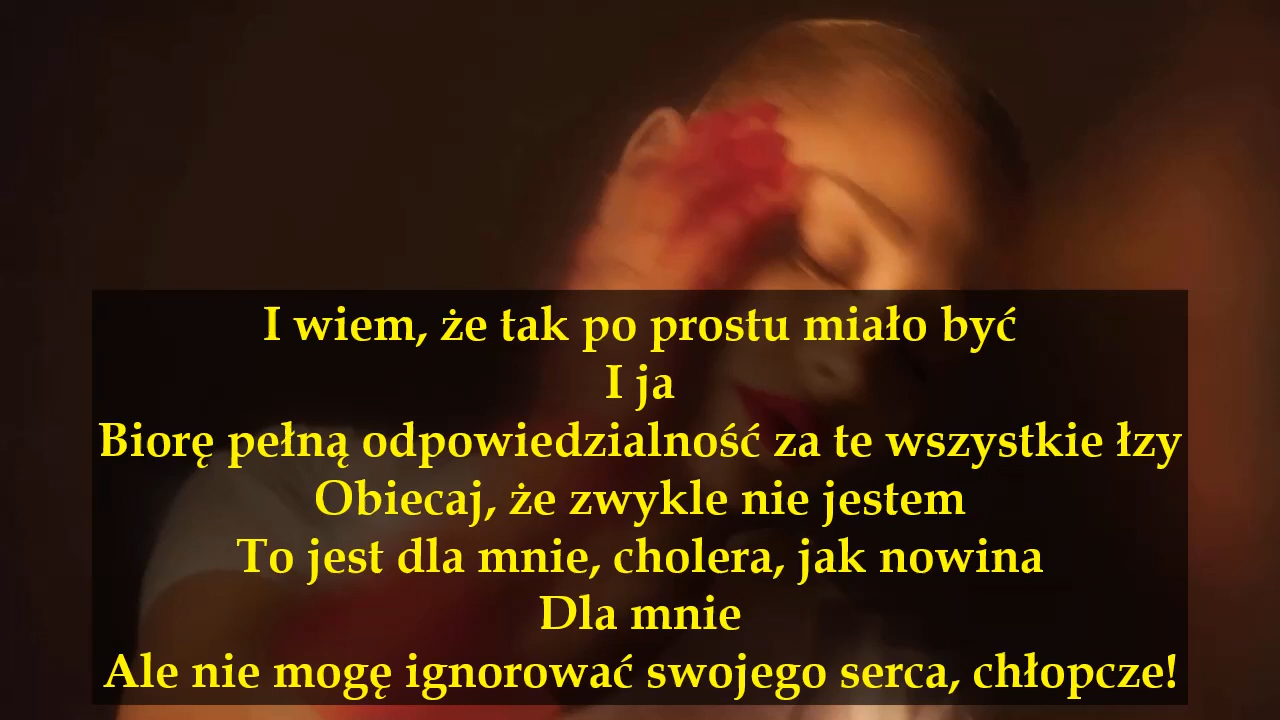 I wiem, że tak po prostu miało być
I ja
Biorę pełną odpowiedzialność za te wszystkie łzy
Obiecaj, że zwykle nie jestem
To jest dla mnie, cholera, jak nowina
Dla mnie
Ale nie mogę ignorować swojego serca, chłopcze!